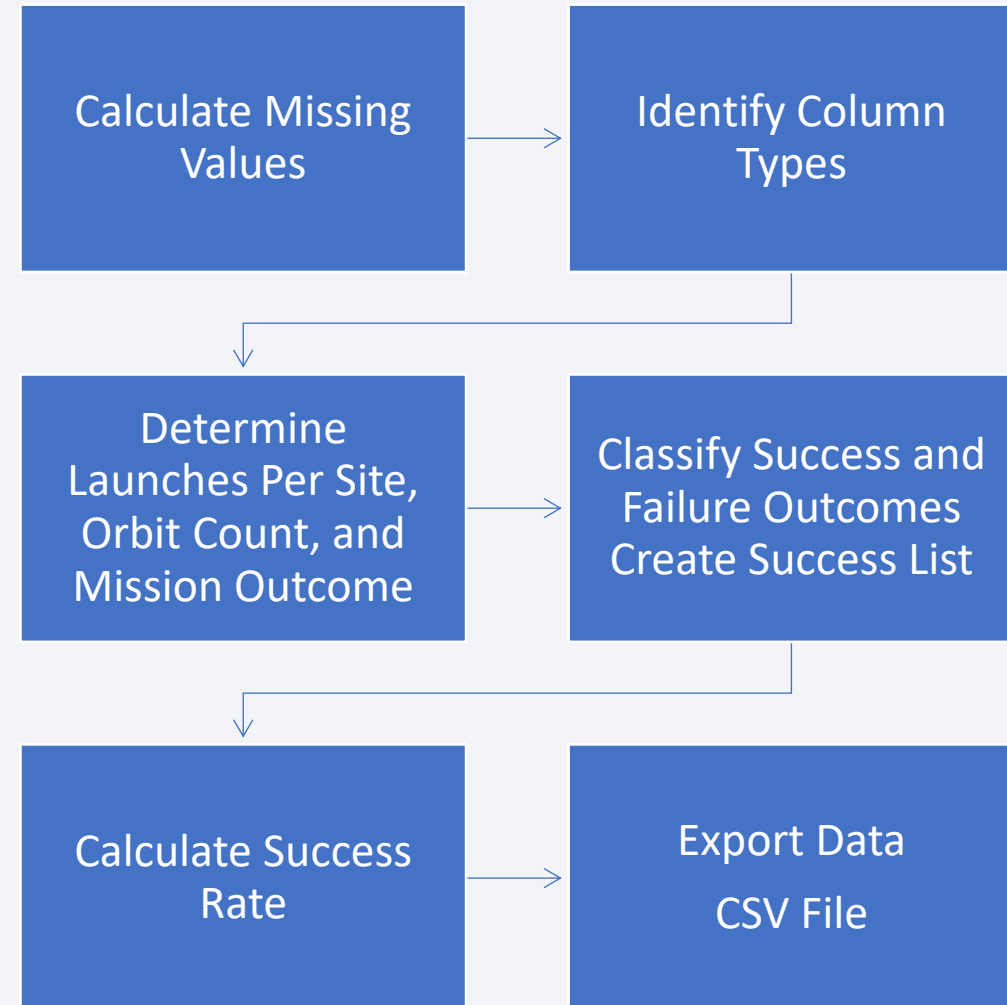 Calculate Missing
Values
Identify Column
Types
Determine
Launches Per Site,
Orbit Count, and
Mission Outcome
Classify Success and
Failure Outcomes
Create Success List
Calculate Success
Rate
Export Data
CSV File